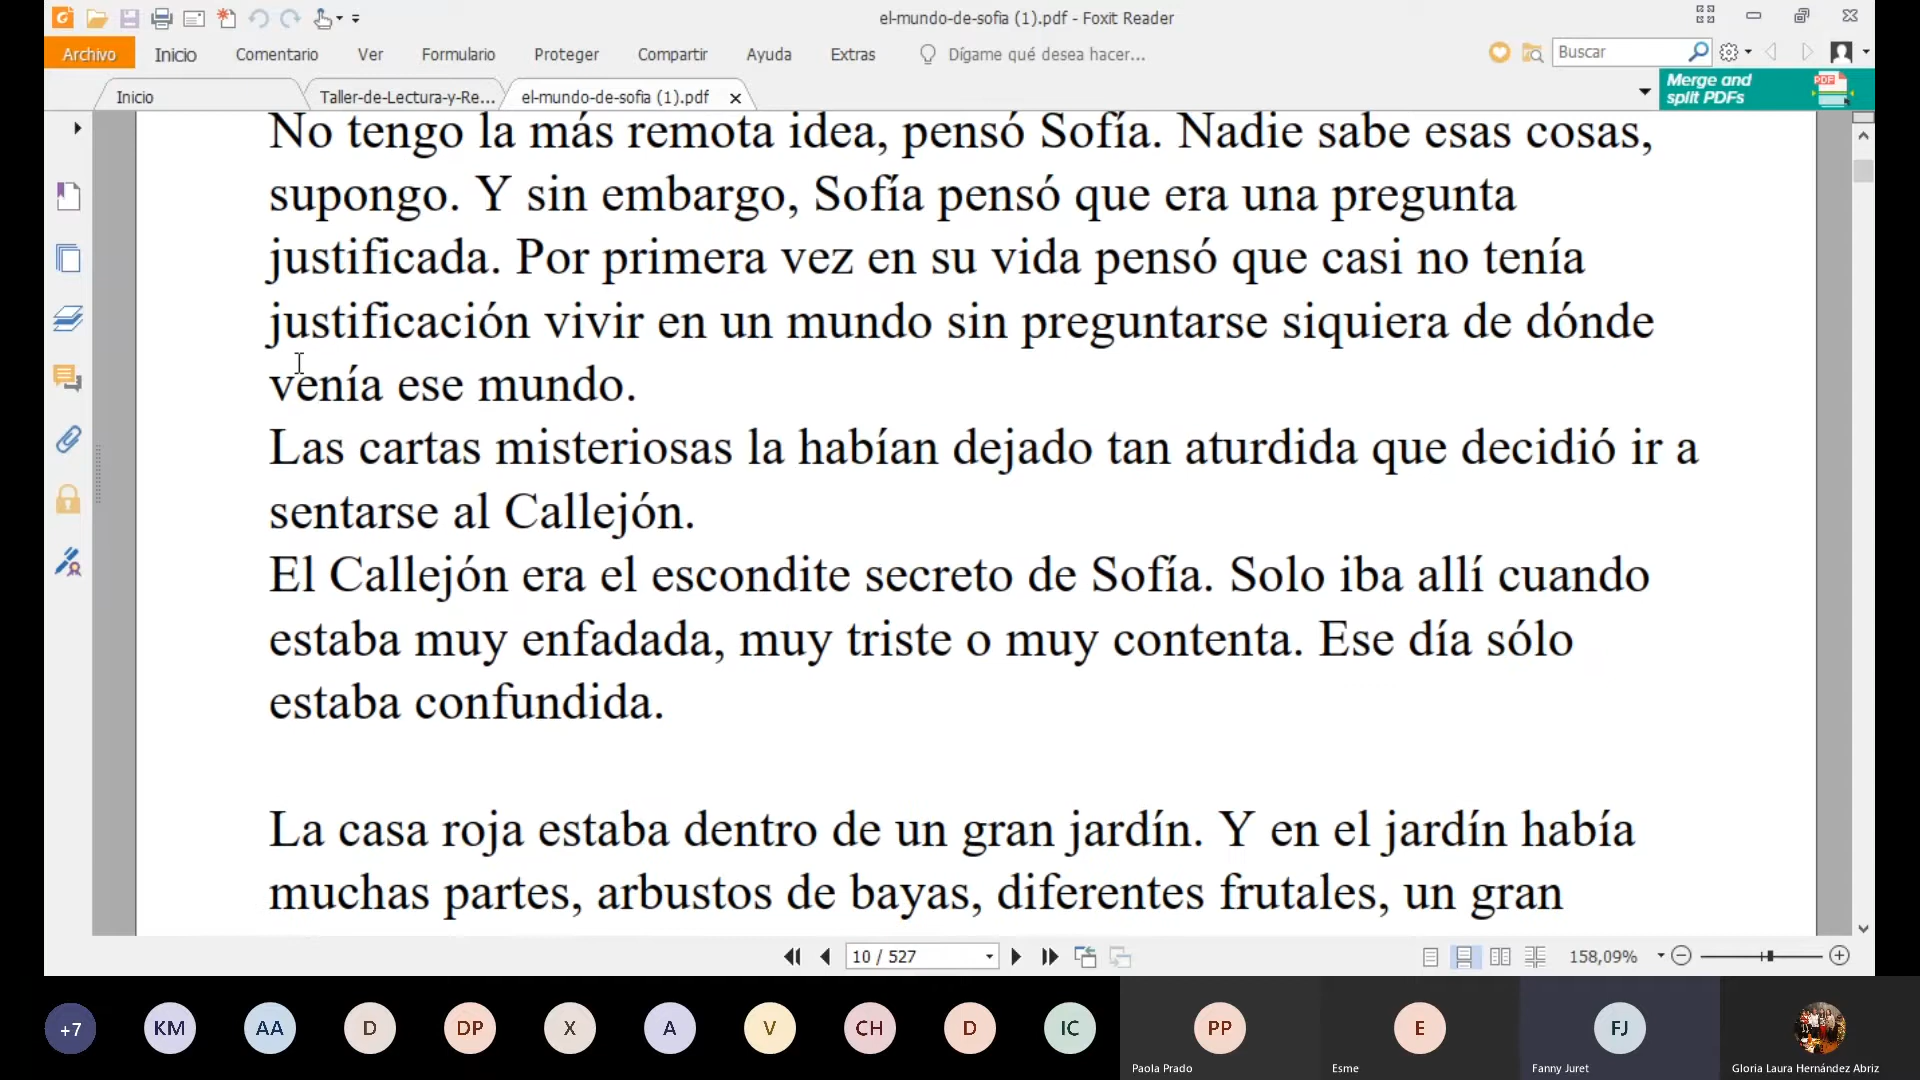 el-mundo-de-sofia (1).pdf - Foxit Reader
Archivo Inicio Comentario Ver Formulario Proteger Compartir Ayuda Extras Dígame qué desea hacer... Buscar
Inicio Taller-de-Lectura-y-Re... el-mundo-de-sofia (1).pdf Merge and
split PDFs PDF
No tengo la más remota idea, pensó Sofía. Nadie sabe esas cosas,
supongo. Y sin embargo, Sofía pensó que era una pregunta
justificada. Por primera vez en su vida pensó que casi no tenía
justificación vivir en un mundo sin preguntarse siquiera de dónde
venía ese mundo.
Las cartas misteriosas la habían dejado tan aturdida que decidió ir a
sentarse al Callejón.
El Callejón era el escondite secreto de Sofía. Solo iba allí cuando
estaba muy enfadada, muy triste o muy contenta. Ese día sólo
estaba confundida.
La casa roja estaba dentro de un gran jardín. Y en el jardín había
muchas partes, arbustos de bayas, diferentes frutales, un gran
10 / 527 158,09%
+7 KM AA D DP X A V CH D IC PP E FJ
Paola Prado Esme Fanny Juret Gloria Laura Hernández Abriz